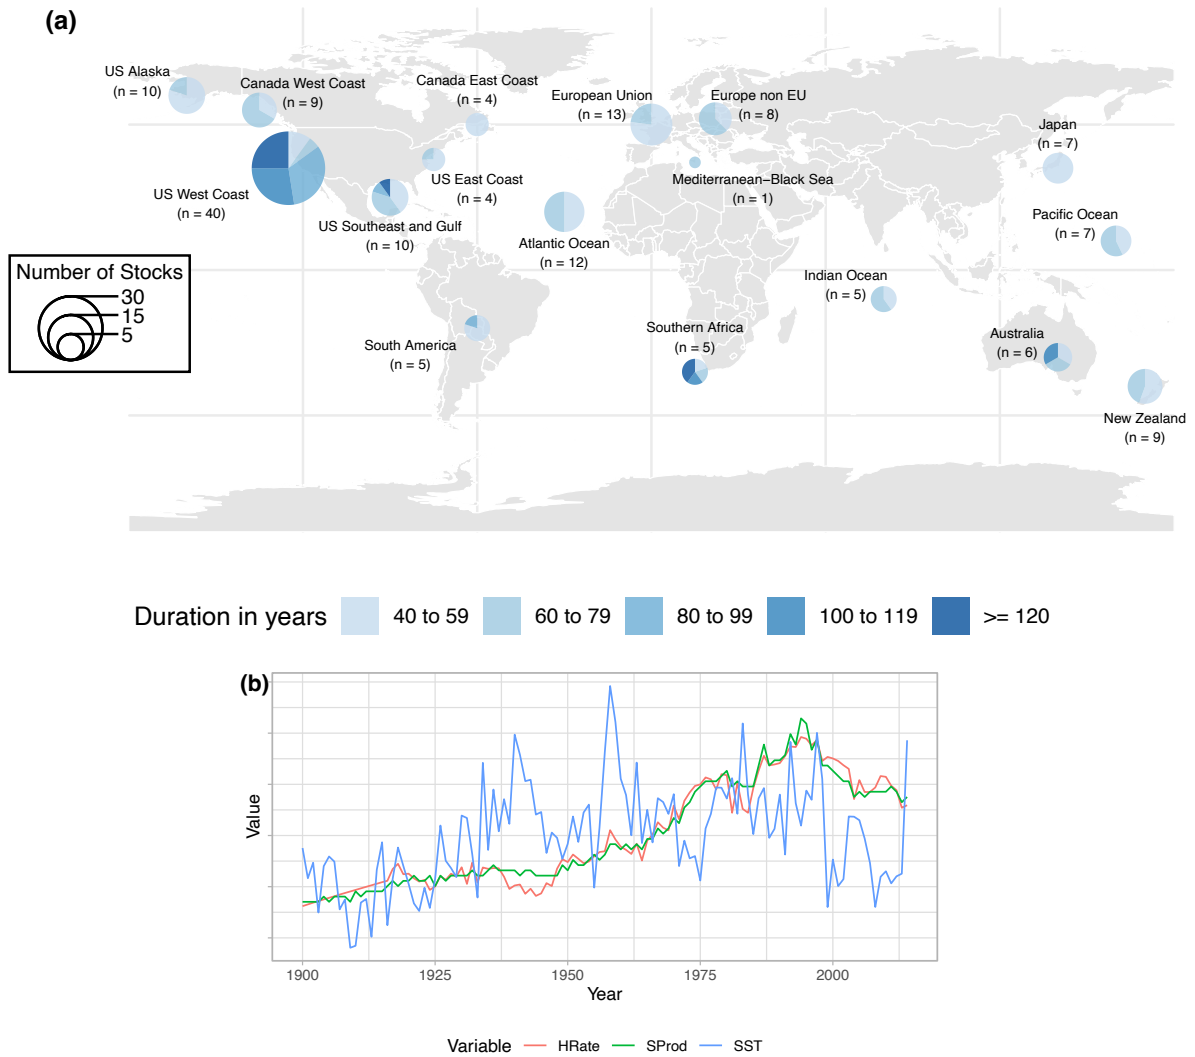 (a)
US Alaska
(n = 10)
Canada West Coast
(n = 9)
Canada East Coast
(n = 4)
European Union
(n = 13)
Europe non EU
(n = 8)
Japan
(n = 7)
US West Coast
(n = 40)
US East Coast
(n = 4)
Mediterranean−Black Sea
(n = 1)
US Southeast and Gulf
(n = 10)
Atlantic Ocean
(n = 12)
Pacific Ocean
(n = 7)
Indian Ocean
(n = 5)
Number of Stocks
30
15
5
South America
(n = 5)
Southern Africa
(n = 5)
Australia
(n = 6)
New Zealand
(n = 9)
Duration in years
40 to 59
60 to 79
80 to 99
100 to 119
>= 120
(b)
Value
1900
1925
1950
1975
2000
Year
Variable
HRate
SProd
SST